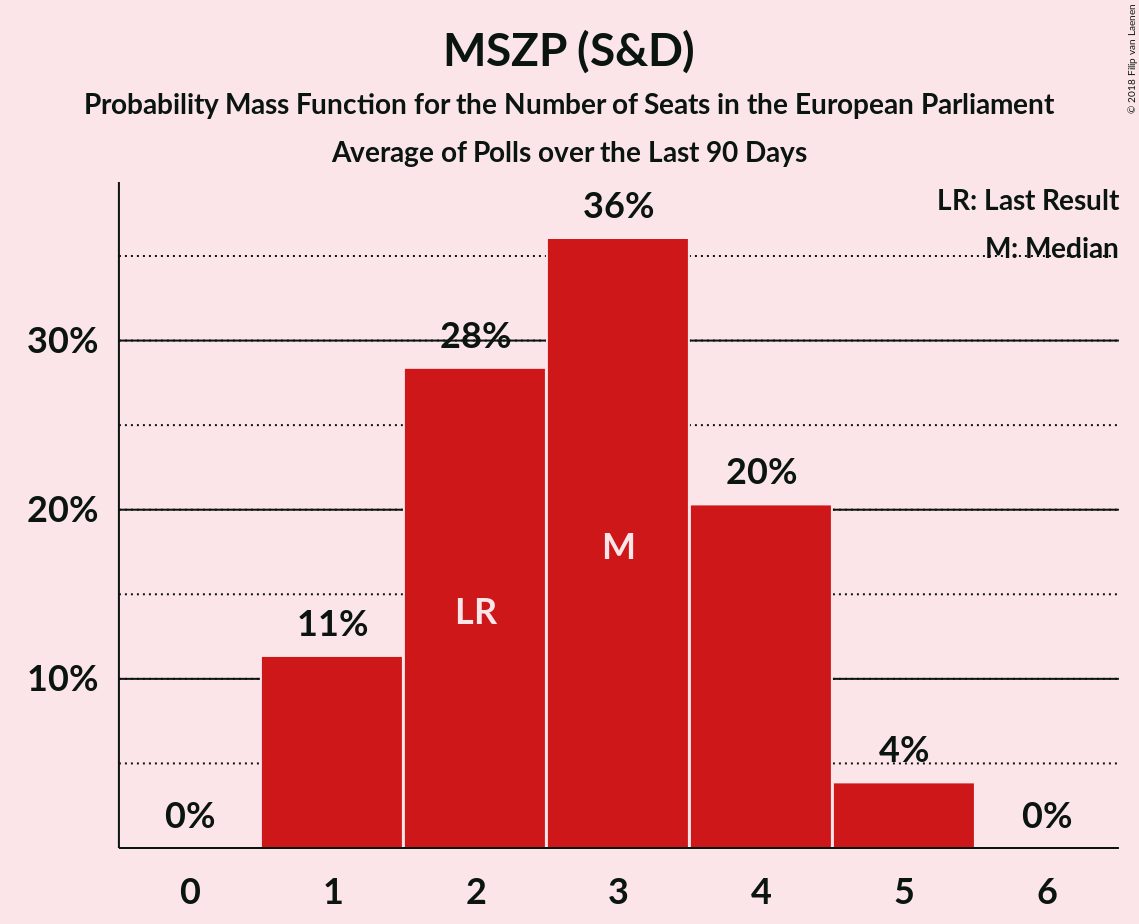 MSZP (S&D)
Probability Mass Function for the Number of Seats in the European Parliament
Average of Polls over the Last 90 Days
© 2018 Filip van Laenen
LR: Last Result
M: Median
36%
28%
20%
11%
4%
0%
0%
M
LR
30%
20%
10%
0 1 2 3 4 5 6